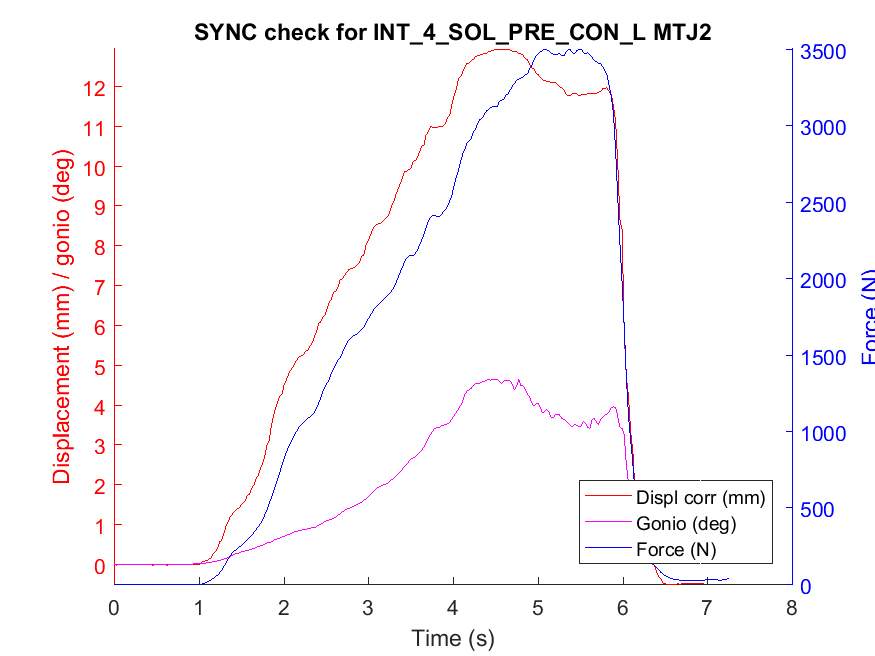 SYNC check for INT_4_SOL_PRE_CON_L MTJ2
Displacement (mm) / gonio (deg)
12
11
10
9
8
7
6
5
4
3
2
1
0
3500
3000
2500
2000
1500
1000
500
0
Force (N)
Displ corr (mm)
Gonio (deg)
Force (N)
0 1 2 3 4 5 6 7 8
Time (s)